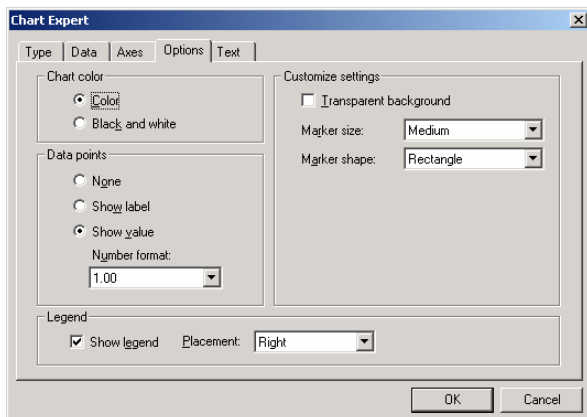 Chart Expert
Type Data Axes Options Text
Chart color
Color
Black and white
Data points
None
Show label
Show value
Number format:
1.00
Customize settings
Transparent background
Marker size: Medium
Marker shape: Rectangle
Legend
Show legend Placement: Right
OK Cancel